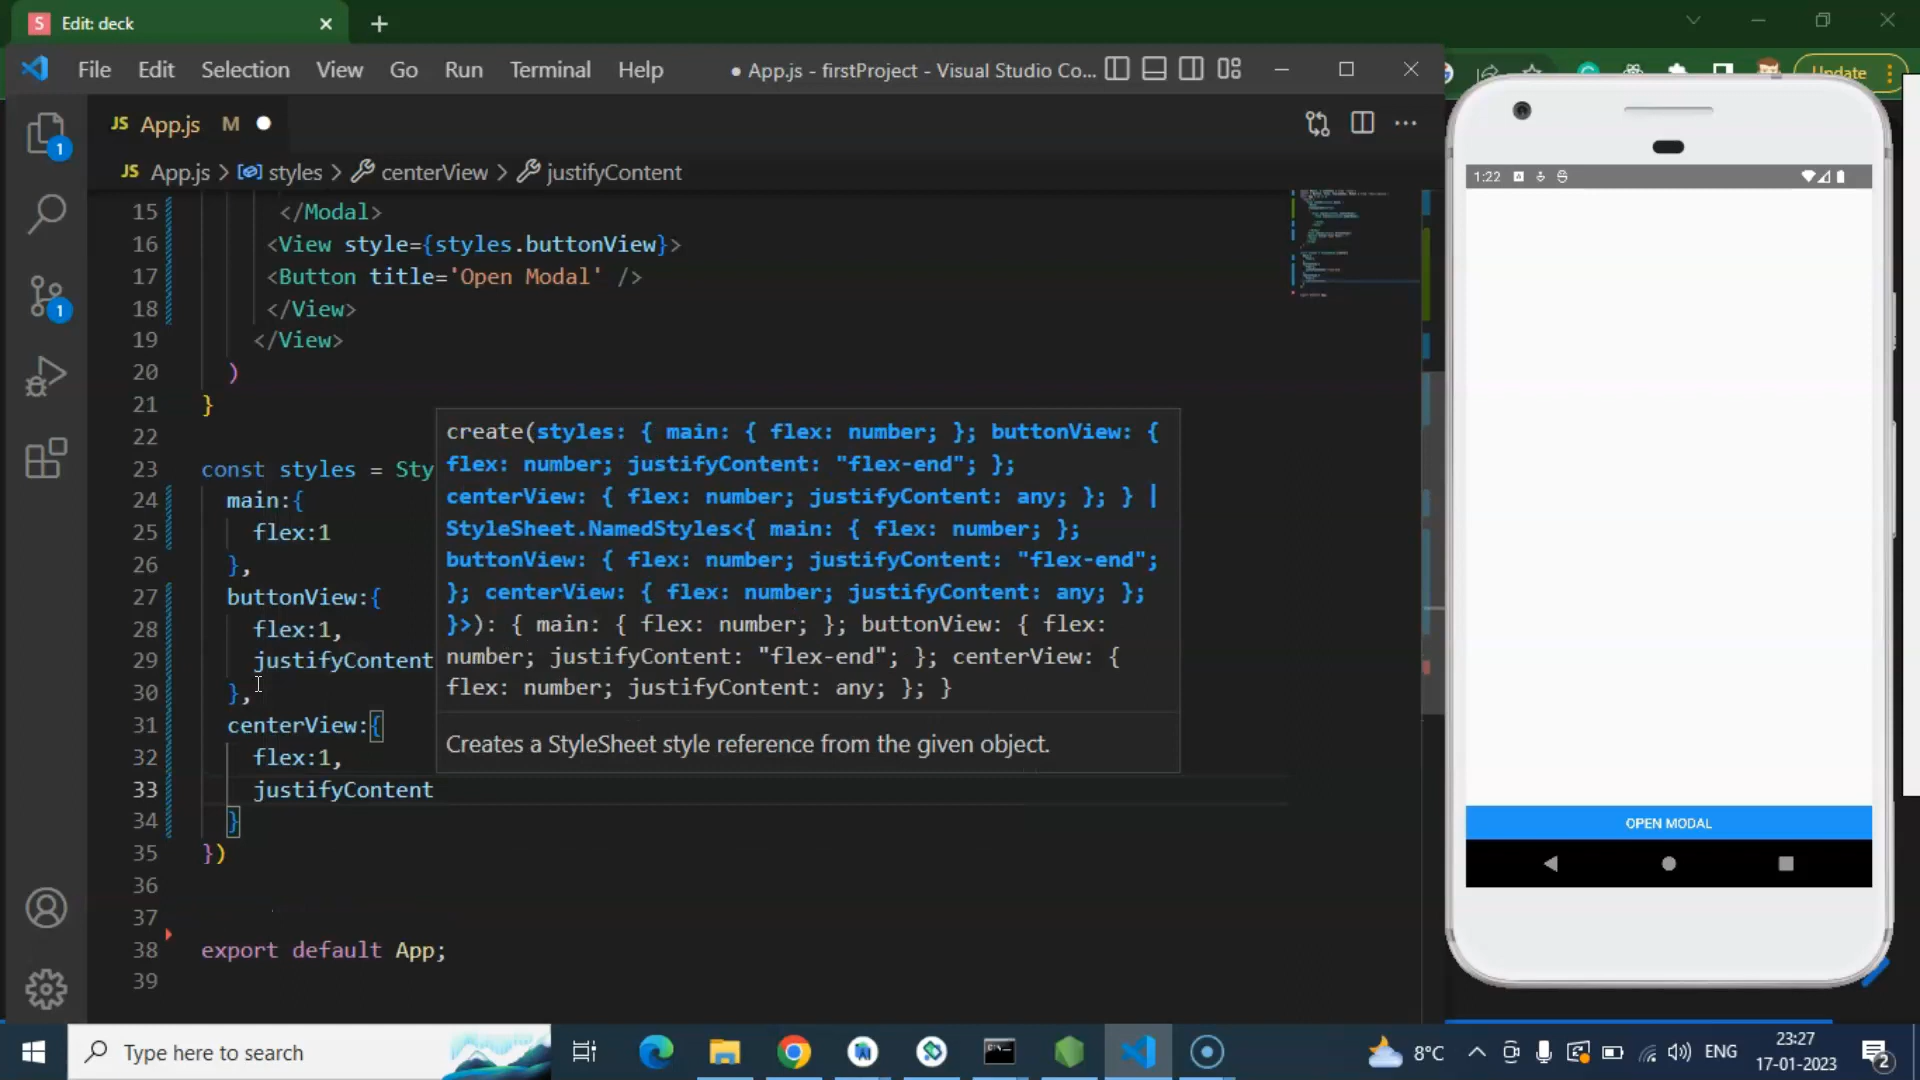 S Edit: deck
File Edit Selection View Go Run Terminal Help
● App.js - firstProject - Visual Studio Co...
Update
JS App.js M
JS App.js > styles > centerView > justifyContent
15 </Modal>
16 <View style={styles.buttonView}>
17 <Button title='Open Modal' />
18 </View>
19 </View>
20 )
21 }
22
23 const styles = Sty
24 main:{
25 flex:1
26 },
27 buttonView:{
28 flex:1,
29 justifyContent
30 },
31 centerView:{
32 flex:1,
33 justifyContent
34 }
35 })
36
37
38 export default App;
39
create(styles: { main: { flex: number; }; buttonView: {
flex: number; justifyContent: "flex-end"; };
centerView: { flex: number; justifyContent: any; }; } |
StyleSheet.NamedStyles<{ main: { flex: number; };
buttonView: { flex: number; justifyContent: "flex-end";
}; centerView: { flex: number; justifyContent: any; };
}>): { main: { flex: number; }; buttonView: { flex:
number; justifyContent: "flex-end"; }; centerView: {
flex: number; justifyContent: any; }; }
Creates a StyleSheet style reference from the given object.
1
1
1:22
OPEN MODAL
Type here to search
8°C
ENG
23:27
17-01-2023
2